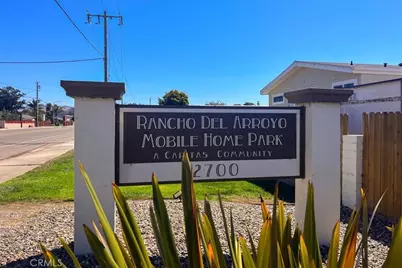 Rancho Del Arroyo
Mobile Home Park
A Caritas Community
2700
CRMLS